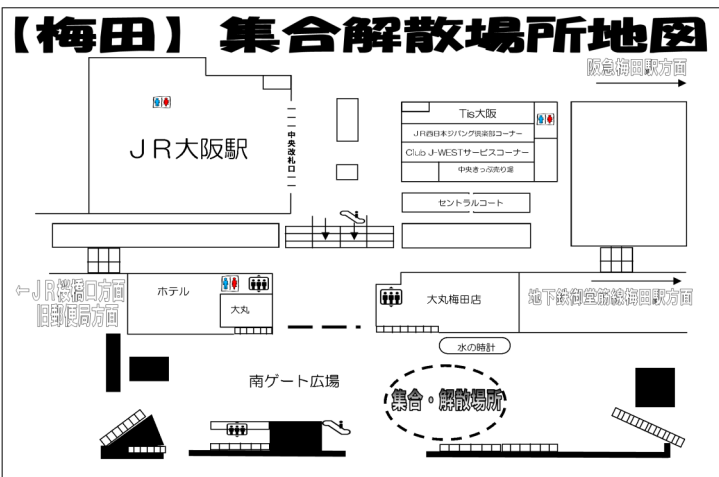 【梅田】集合解散場所地図
阪急梅田駅方面
JR大阪駅
中央改札口
Tis大阪
JR西日本ジパング倶楽部コーナー
Club J-WESTサービスコーナー
中央きっぷ売り場
セントラルコート
←JR桜橋口方面
旧郵便局方面
ホテル
大丸
大丸梅田店
地下鉄御堂筋線梅田駅方面
水の時計
南ゲート広場
集合・解散場所